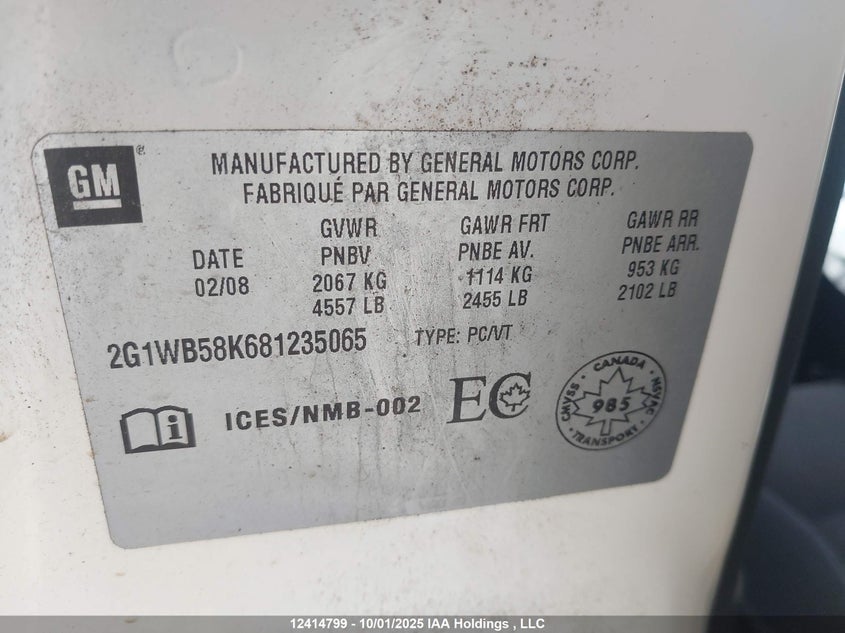 GM ®
MANUFACTURED BY GENERAL MOTORS CORP.
FABRIQUÉ PAR GENERAL MOTORS CORP.
DATE
02/08
GVWR
PNBV
2067 KG
4557 LB
GAWR FRT
PNBE AV.
1114 KG
2455 LB
GAWR RR
PNBE ARR.
953 KG
2102 LB
2G1WB58K681235065 TYPE: PC/VT
i ICES/NMB-002 EC
CANADA
CMVSS 985 NSVAC
TRANSPORT
12414799 - 10/01/2025 IAA Holdings , LLC